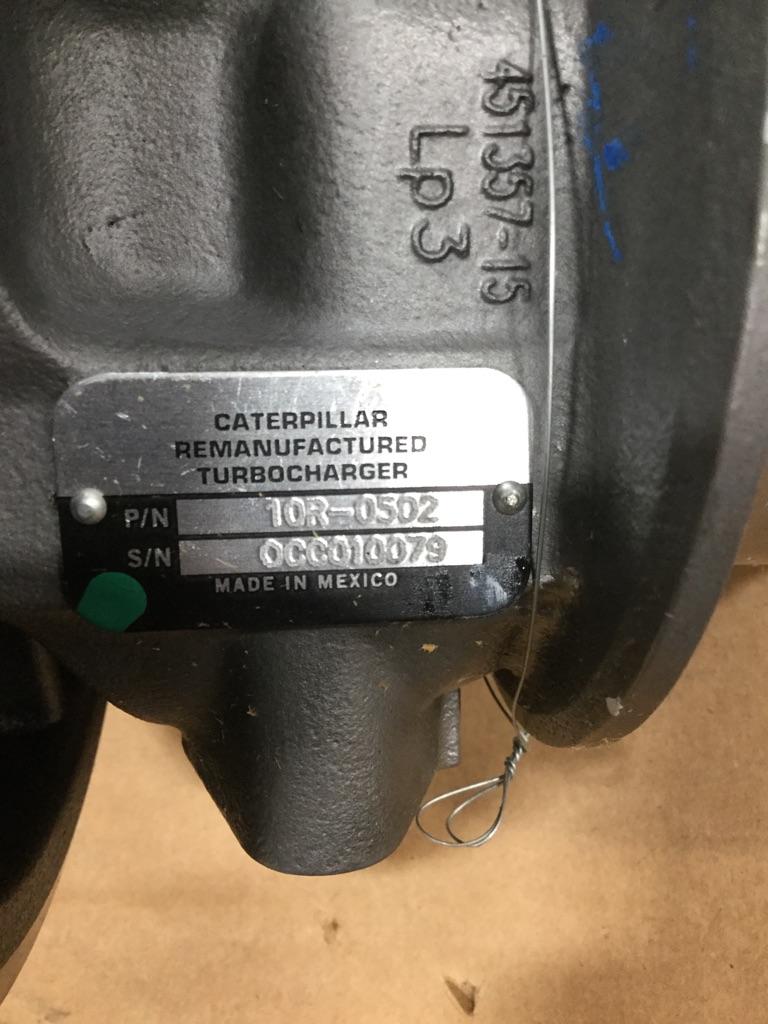 451357-15
Lp3
CATERPILLAR
REMANUFACTURED
TURBOCHARGER
P/N 10R-0502
S/N 0CC010079
MADE IN MEXICO